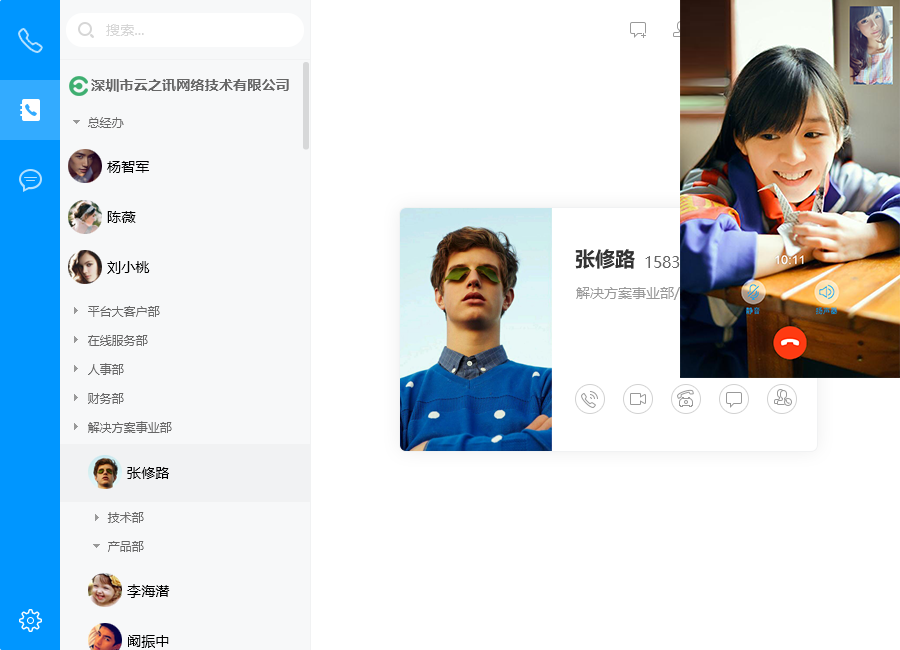 搜索...
深圳市云之讯网络技术有限公司
总经办
杨智军
陈薇
刘小桃
平台大客户部
在线服务部
人事部
财务部
解决方案事业部
张修路
技术部
产品部
李海潜
阚振中
张修路 1583
解决方案事业部/
10:11
静音
扬声器